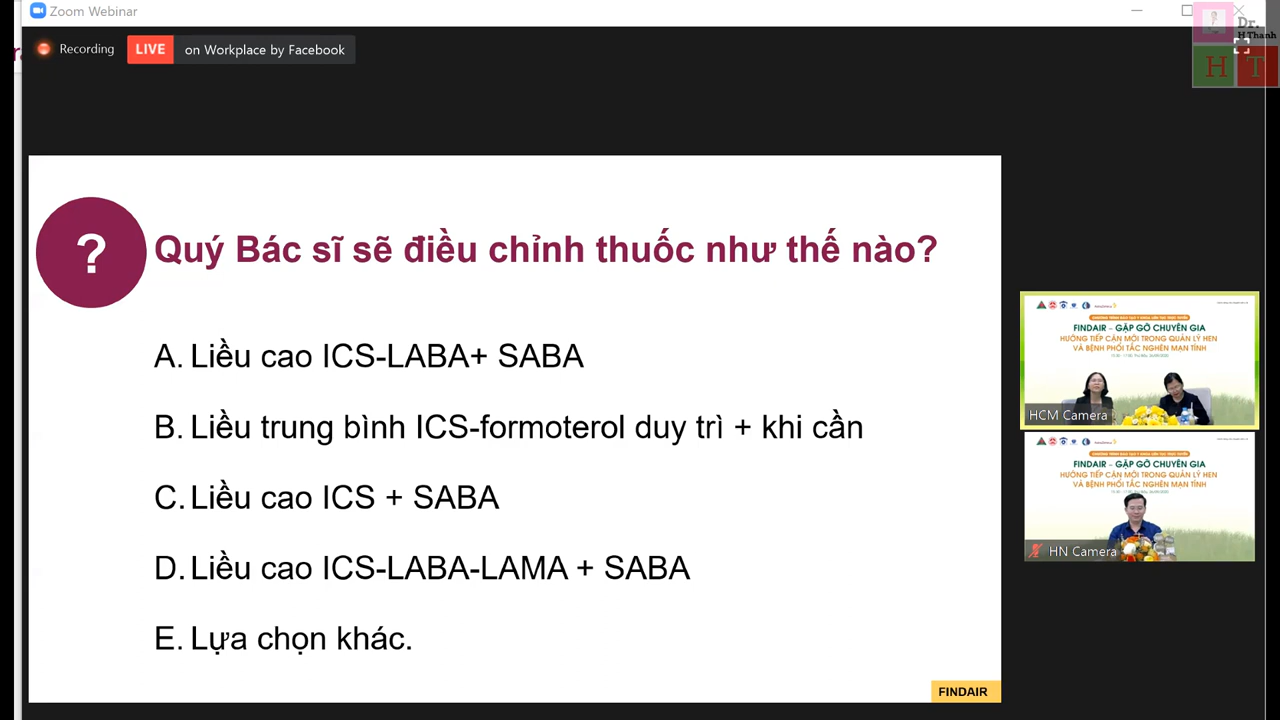 Zoom Webinar
Recording
LIVE
on Workplace by Facebook
Dr.
H Thanh
H T
?
Quý Bác sĩ sẽ điều chỉnh thuốc như thế nào?
A. Liều cao ICS-LABA+ SABA
B. Liều trung bình ICS-formoterol duy trì + khi cần
C. Liều cao ICS + SABA
D. Liều cao ICS-LABA-LAMA + SABA
E. Lựa chọn khác.
FINDAIR
FINDAIR – GẶP GỠ CHUYÊN GIA
HƯỚNG TIẾP CẬN MỚI TRONG QUẢN LÝ HEN
VÀ BỆNH PHỔI TẮC NGHẼN MẠN TÍNH
HCM Camera
FINDAIR – GẶP GỠ CHUYÊN GIA
HƯỚNG TIẾP CẬN MỚI TRONG QUẢN LÝ HEN
VÀ BỆNH PHỔI TẮC NGHẼN MẠN TÍNH
HN Camera